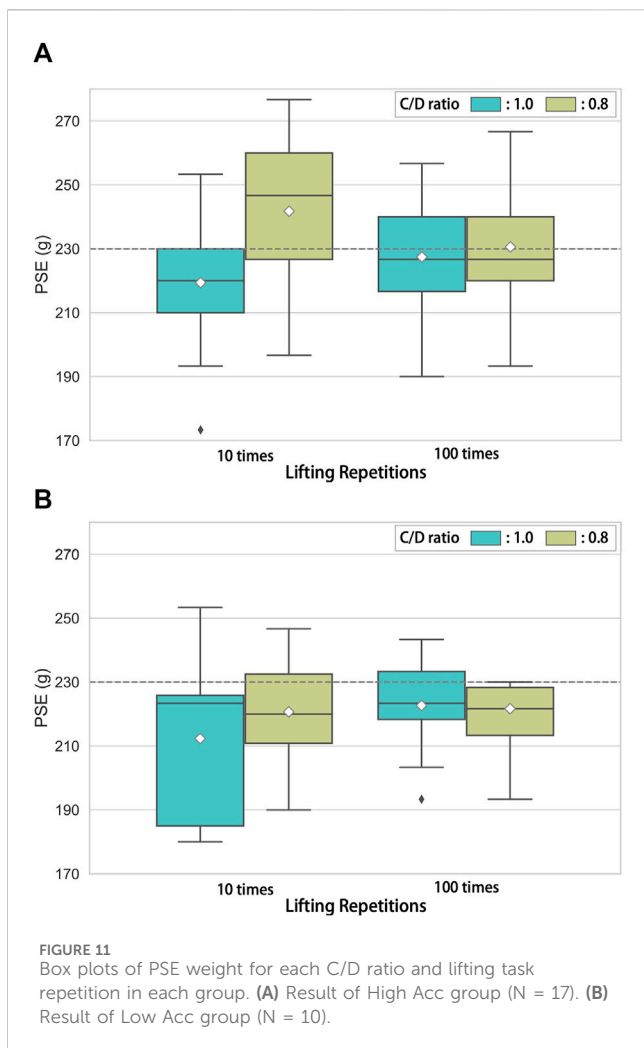 A
C/D ratio : 1.0 : 0.8
270
250
230
210
190
170
PSE (g)
10 times 100 times
Lifting Repetitions
B
C/D ratio : 1.0 : 0.8
270
250
230
210
190
170
PSE (g)
10 times 100 times
Lifting Repetitions
FIGURE 11
Box plots of PSE weight for each C/D ratio and lifting task
repetition in each group. (A) Result of High Acc group (N = 17). (B)
Result of Low Acc group (N = 10).